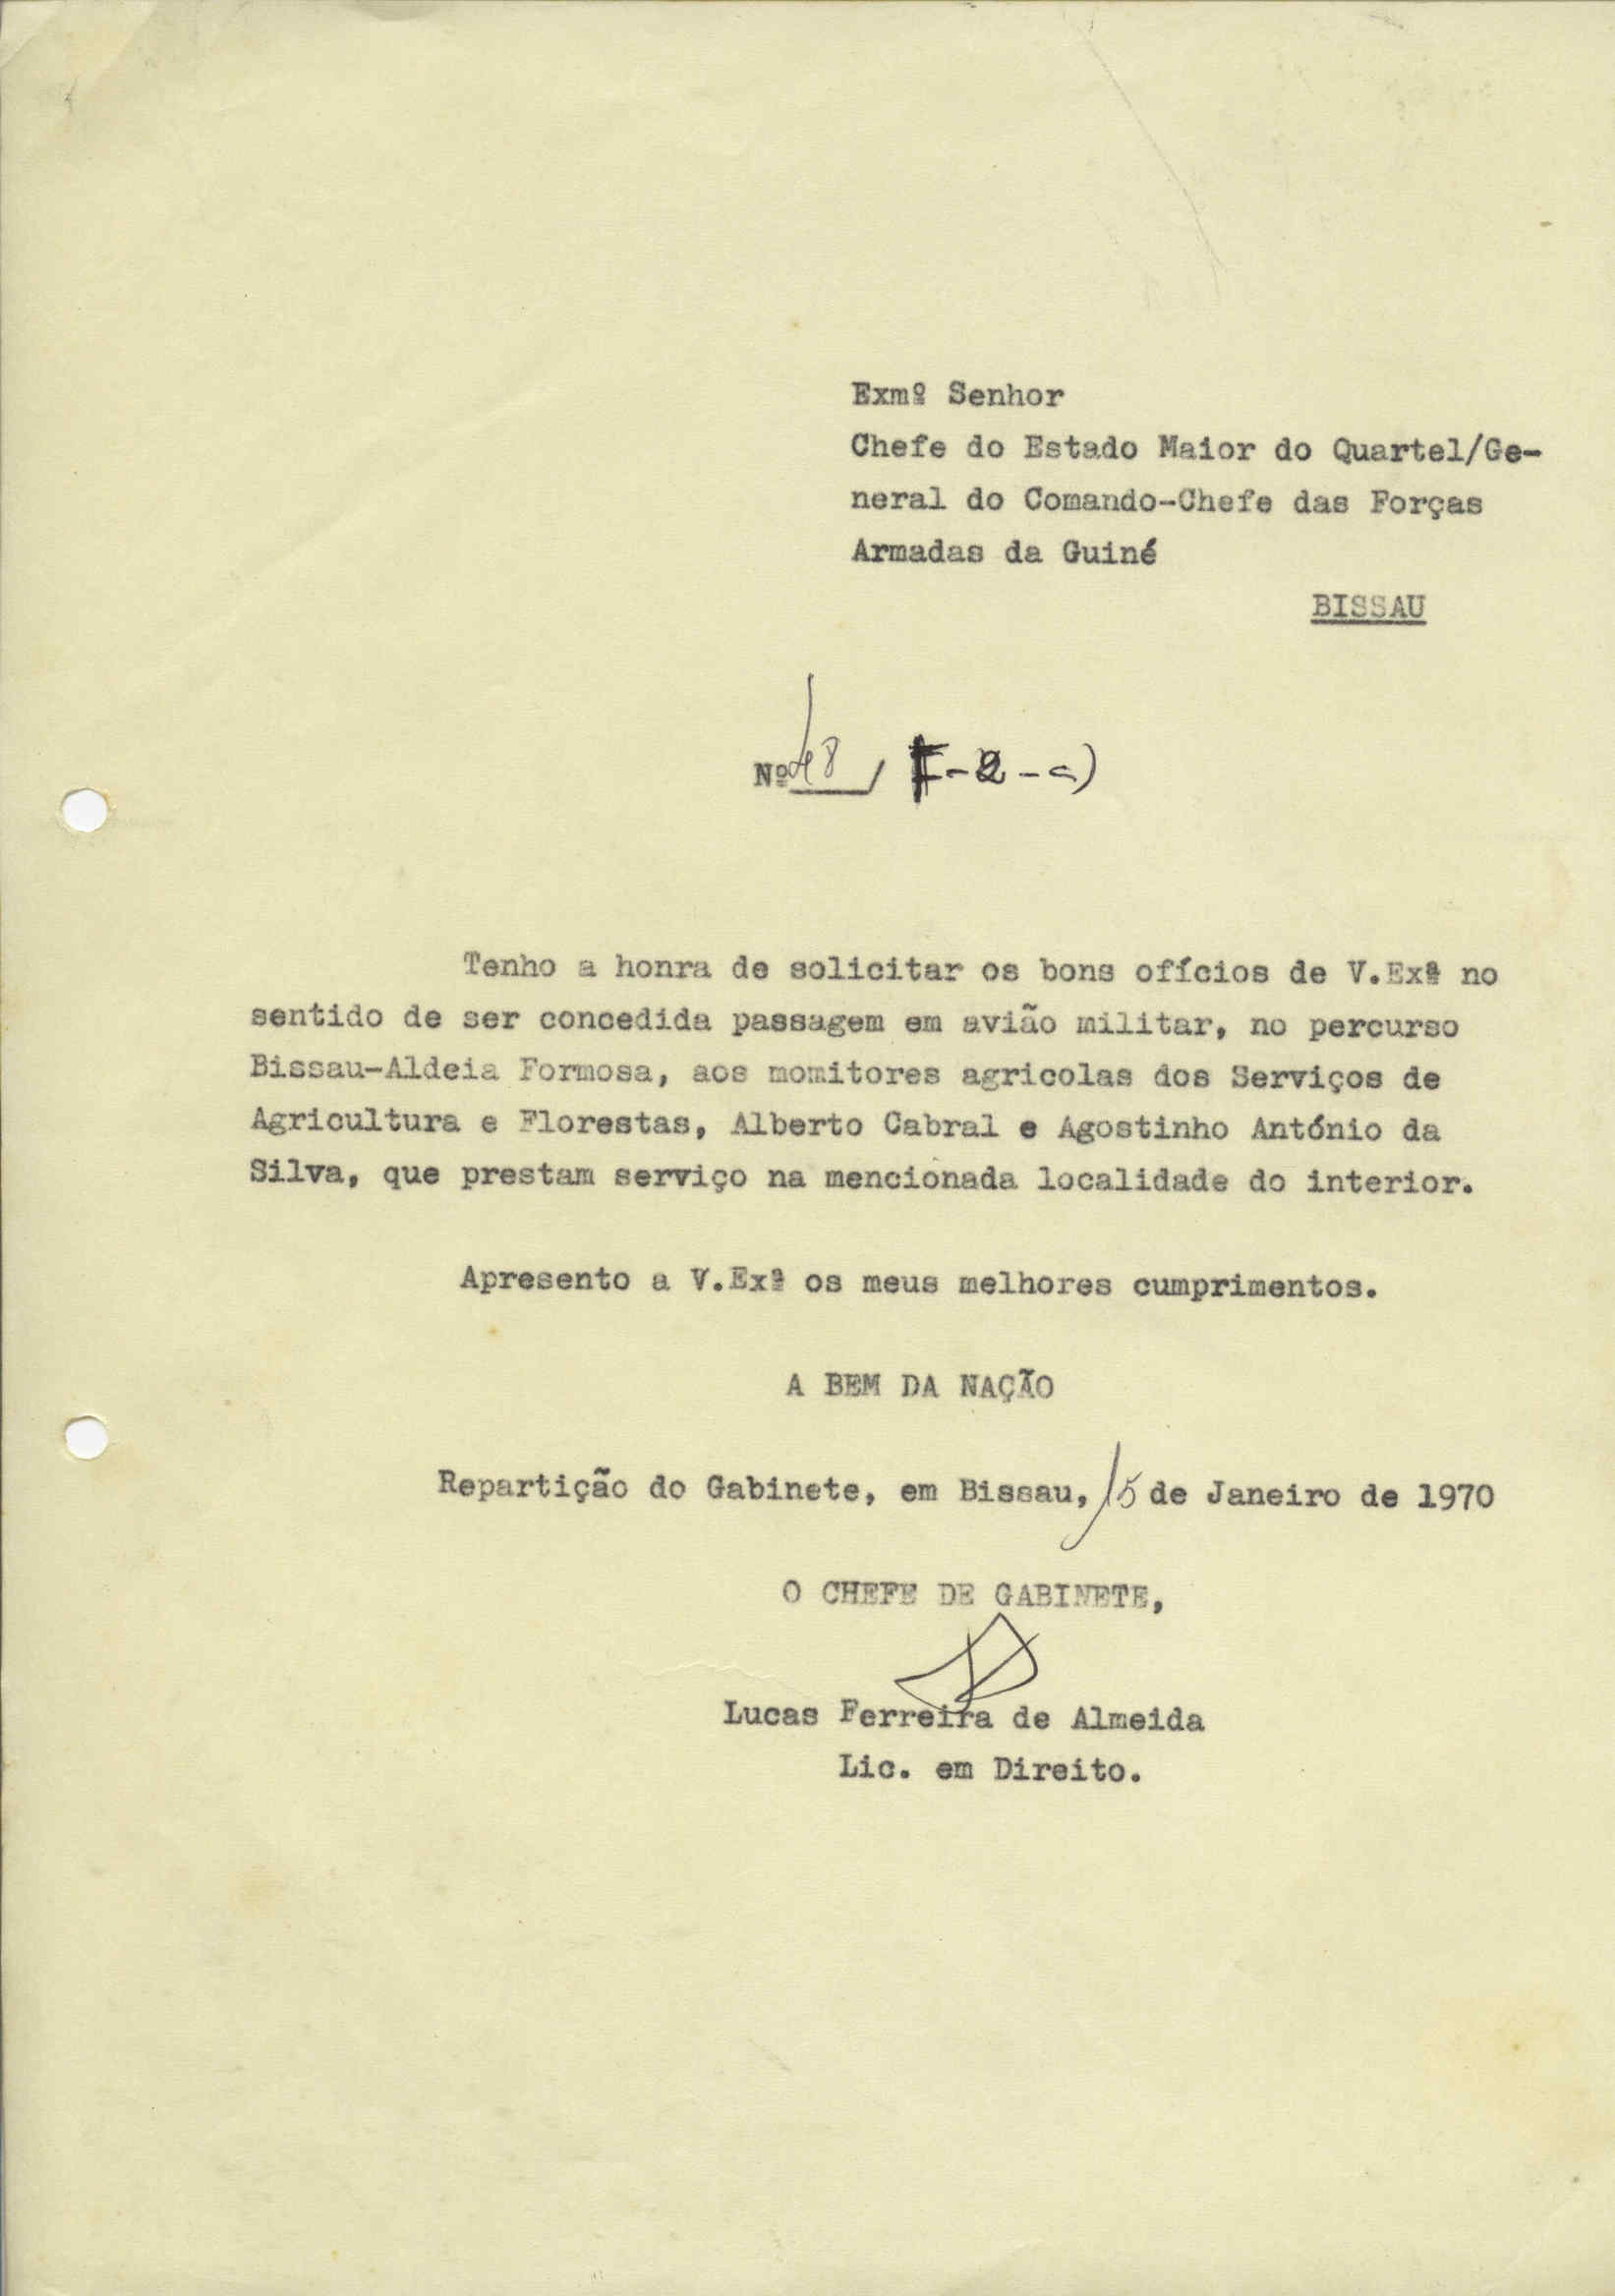 Exmº Senhor
Chefe do Estado Maior do Quartel/Ge-
neral do Comando-Chefe das Forças
Armadas da Guiné
BISSAU
Nº 48 /
Tenho a honra de solicitar os bons ofícios de V.Exª no
sentido de ser concedida passagem em avião militar, no percurso
Bissau-Aldeia Formosa, aos momitores agricolas dos Serviços de
Agricultura e Florestas, Alberto Cabral e Agostinho António da
Silva, que prestam serviço na mencionada localidade do interior.
Apresento a V.Exª os meus melhores cumprimentos.
A BEM DA NAÇÃO
Repartição do Gabinete, em Bissau, 15 de Janeiro de 1970
O CHEFE DE GABINETE,
Lucas Ferreira de Almeida
Lic. em Direito.